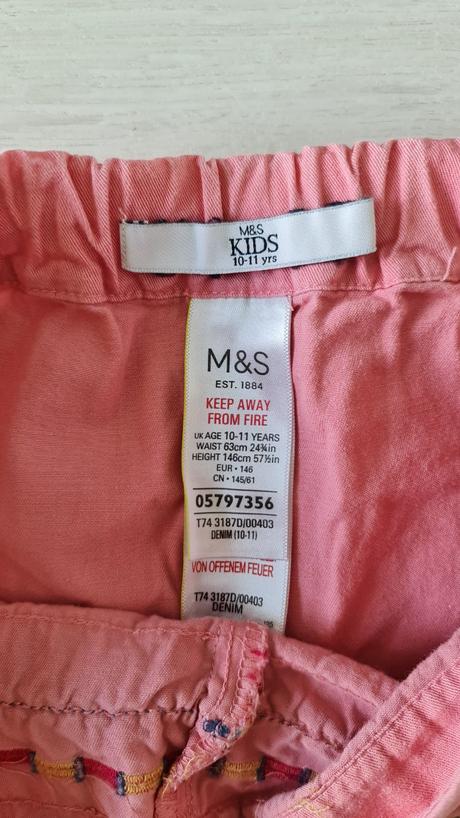 M&S
KIDS
10-11 yrs
M&S
EST. 1884
KEEP AWAY
FROM FIRE
UK AGE 10-11 YEARS
WAIST 63cm 24¾in
HEIGHT 146cm 57½in
EUR • 146
CN • 145/61
05797356
T74 3187D/00403
DENIM (10-11)
VON OFFENEM FEUER
T74 3187D/00403
DENIM